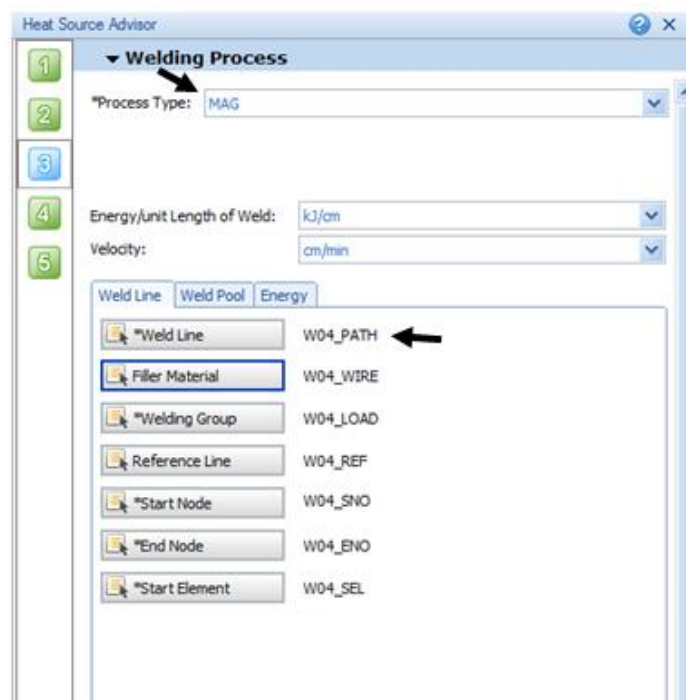 Heat Source Advisor
1
Welding Process
*Process Type: MAG
2
3
4
Energy/unit Length of Weld: kJ/cm
5
Velocity: cm/min
Weld Line Weld Pool Energy
*Weld Line W04_PATH
Filler Material W04_WIRE
*Welding Group W04_LOAD
Reference Line W04_REF
*Start Node W04_SNO
*End Node W04_ENO
*Start Element W04_SEL